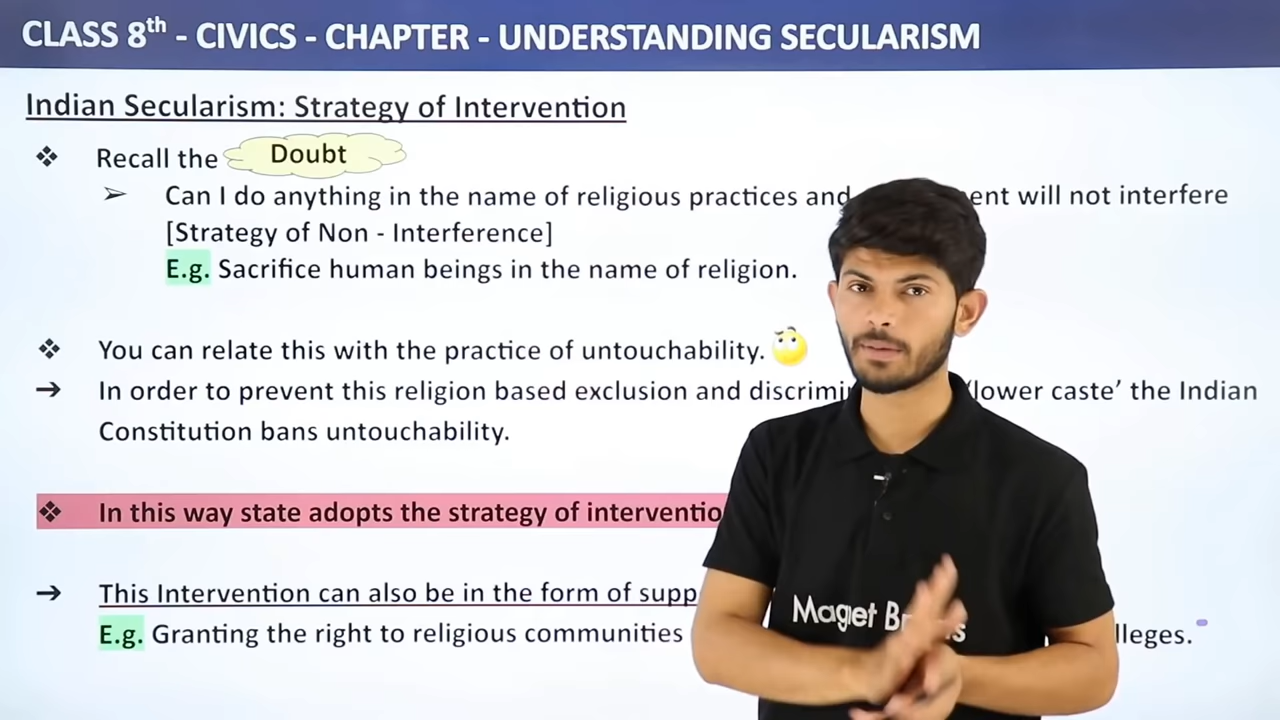 CLASS 8th - CIVICS - CHAPTER - UNDERSTANDING SECULARISM
Indian Secularism: Strategy of Intervention
❖ Recall the Doubt
➢ Can I do anything in the name of religious practices and ent will not interfere
[Strategy of Non - Interference]
E.g. Sacrifice human beings in the name of religion.
❖ You can relate this with the practice of untouchability.
➔ In order to prevent this religion based exclusion and discrimi 'lower caste' the Indian
Constitution bans untouchability.
❖ In this way state adopts the strategy of interventio
➔ This Intervention can also be in the form of supp
E.g. Granting the right to religious communities lleges.
Magnet Br s